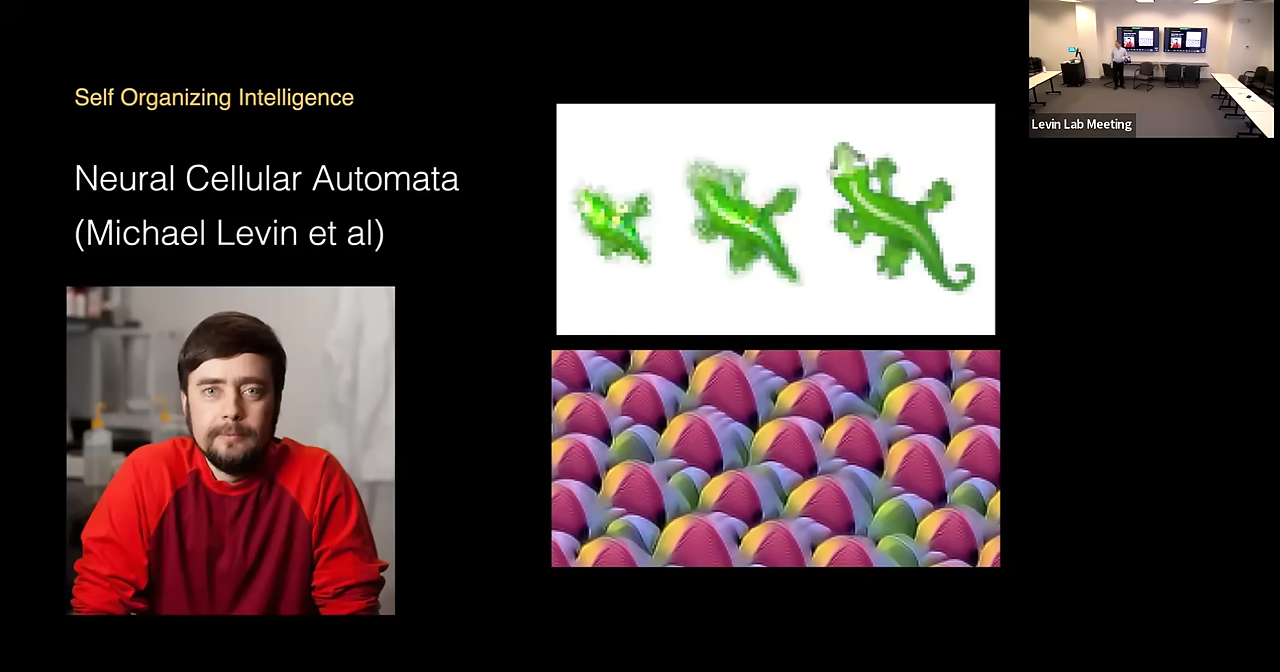 Self Organizing Intelligence
Neural Cellular Automata
(Michael Levin et al)
Levin Lab Meeting